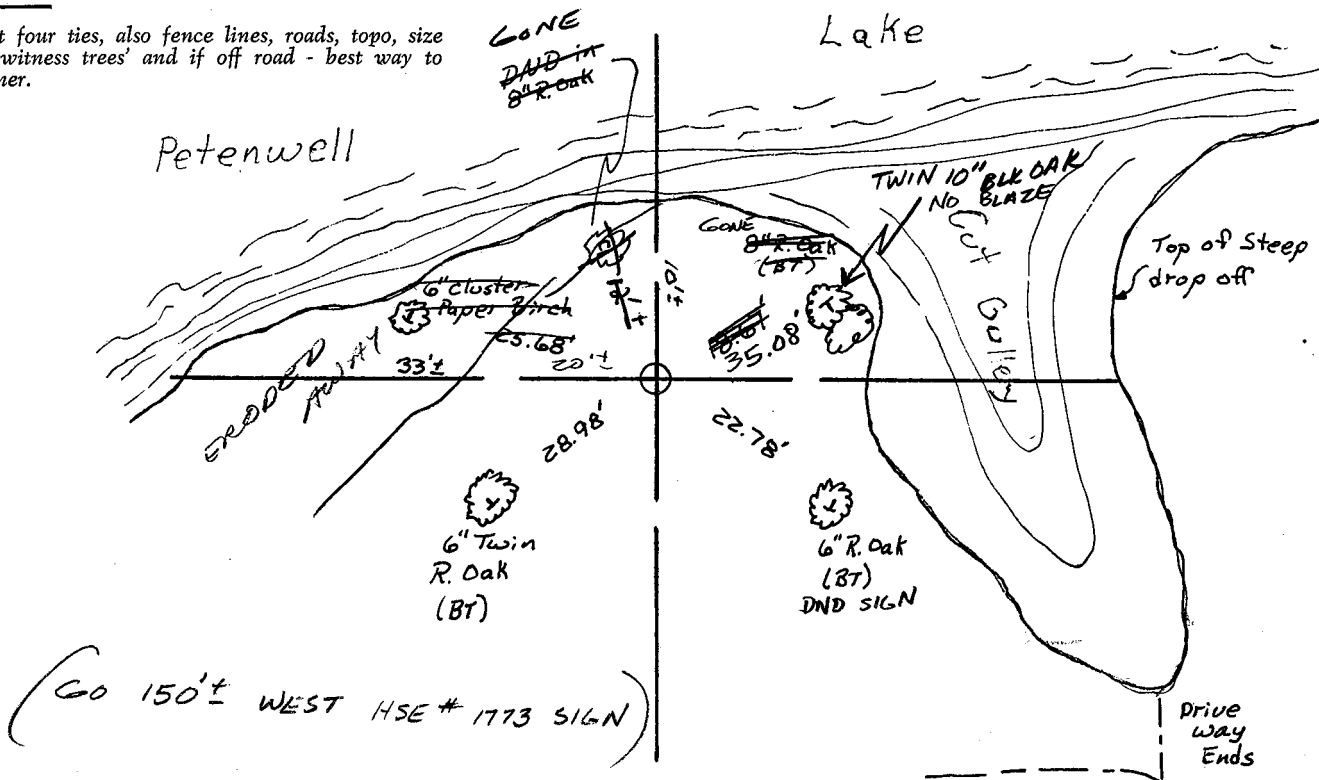 t four ties, also fence lines, roads, topo, size
witness trees' and if off road - best way to
ner.
GONE
DND in
8" R. Oak
Lake
Petenwell
TWIN 10" BLK OAK
NO BLAZE
GONE
8" R. Oak
(BT)
Cut Gulley
Top of Steep
drop off
6" Cluster
Paper Birch
25.68'
10'±
35.08'
ERODED
AWAY
33'±
20'±
28.98'
22.78'
6" Twin
R. Oak
(BT)
6" R. Oak
(BT)
DND SIGN
(GO 150'± WEST HSE # 1773 SIGN)
Drive
way
Ends